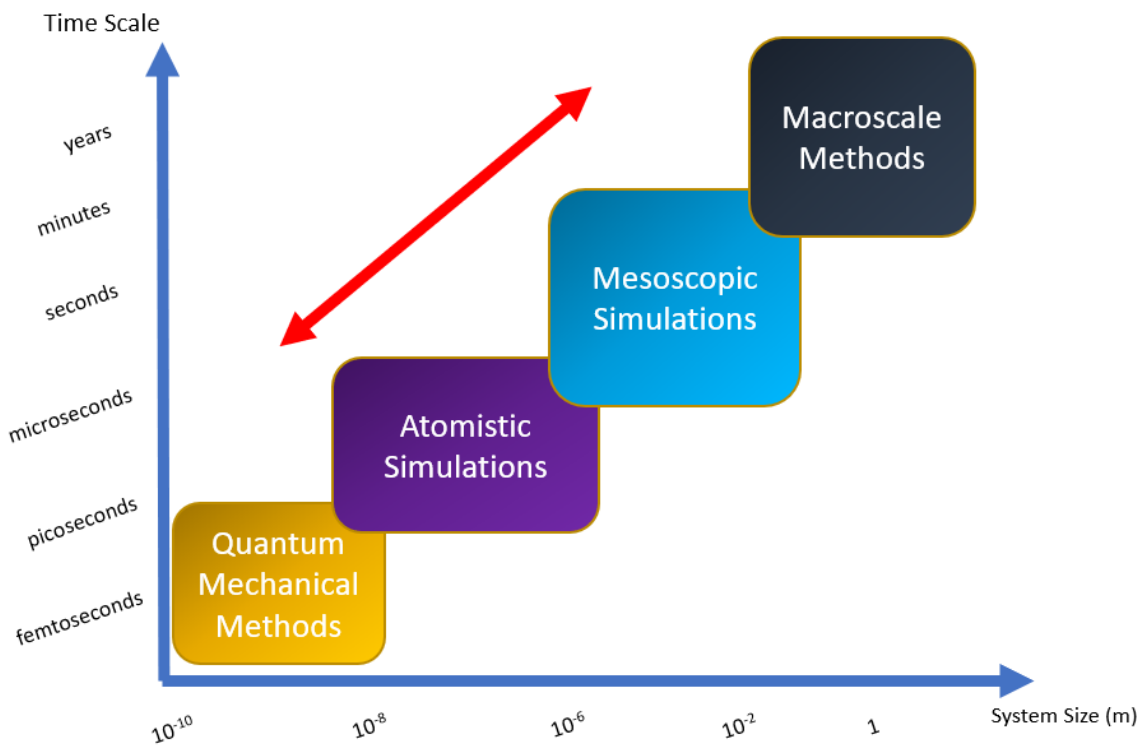 Time Scale
years
minutes
seconds
microseconds
picoseconds
femtoseconds
Macroscale
Methods
Mesoscopic
Simulations
Atomistic
Simulations
Quantum
Mechanical
Methods
10⁻¹⁰
10⁻⁸
10⁻⁶
10⁻²
1
System Size (m)